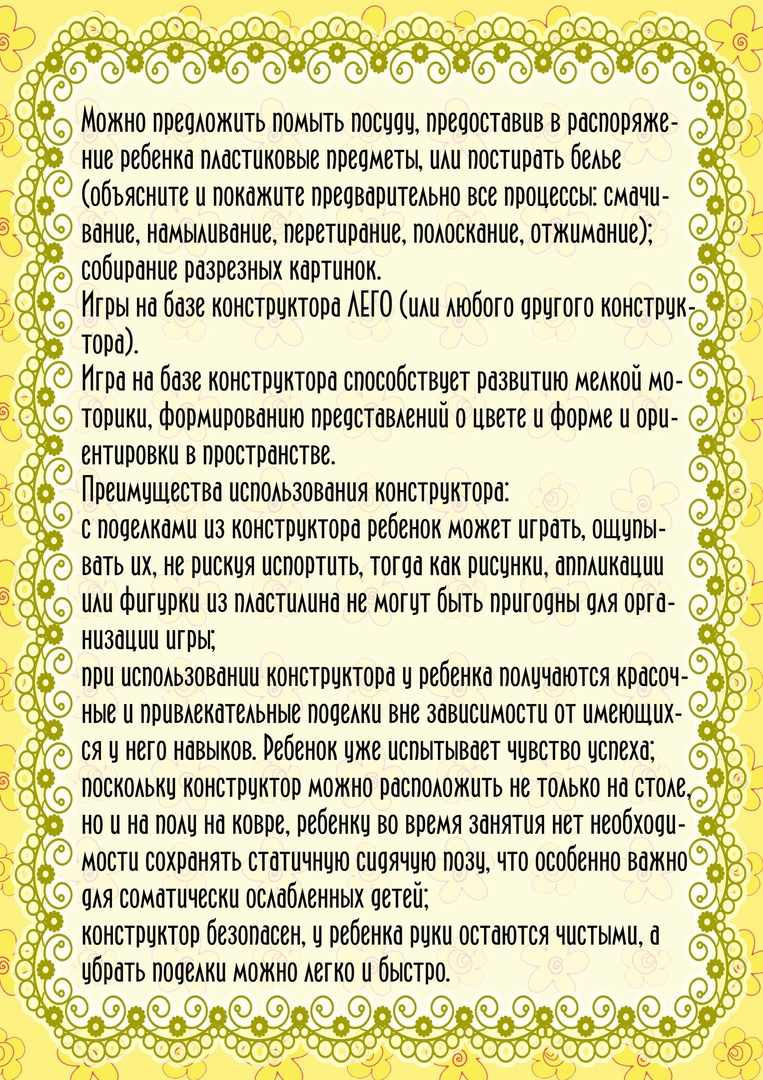 Можно предложить помыть посуду, предоставив в распоряже-
ние ребенка пластиковые предметы, или постирать белье
(объясните и покажите предварительно все процессы: смачи-
вание, намыливание, перетирание, полоскание, отжимание);
собирание разрезных картинок.
Игры на базе конструктора ЛЕГО (или любого другого конструк-
тора).
Игра на базе конструктора способствует развитию мелкой мо-
торики, формированию представлений о цвете и форме и ори-
ентировки в пространстве.
Преимущества использования конструктора:
с поделками из конструктора ребенок может играть, ощупы-
вать их, не рискуя испортить, тогда как рисунки, аппликации
или фигурки из пластилина не могут быть пригодны для орга-
низации игры;
при использовании конструктора у ребенка получаются красоч-
ные и привлекательные поделки вне зависимости от имеющих-
ся у него навыков. Ребенок уже испытывает чувство успеха;
поскольку конструктор можно расположить не только на столе,
но и на полу на ковре, ребенку во время занятия нет необходи-
мости сохранять статичную сидячую позу, что особенно важно
для соматически ослабленных детей;
конструктор безопасен, у ребенка руки остаются чистыми, а
убрать поделки можно легко и быстро.